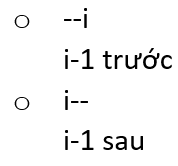 ○ --i
i-1 trước
○ i--
i-1 sau